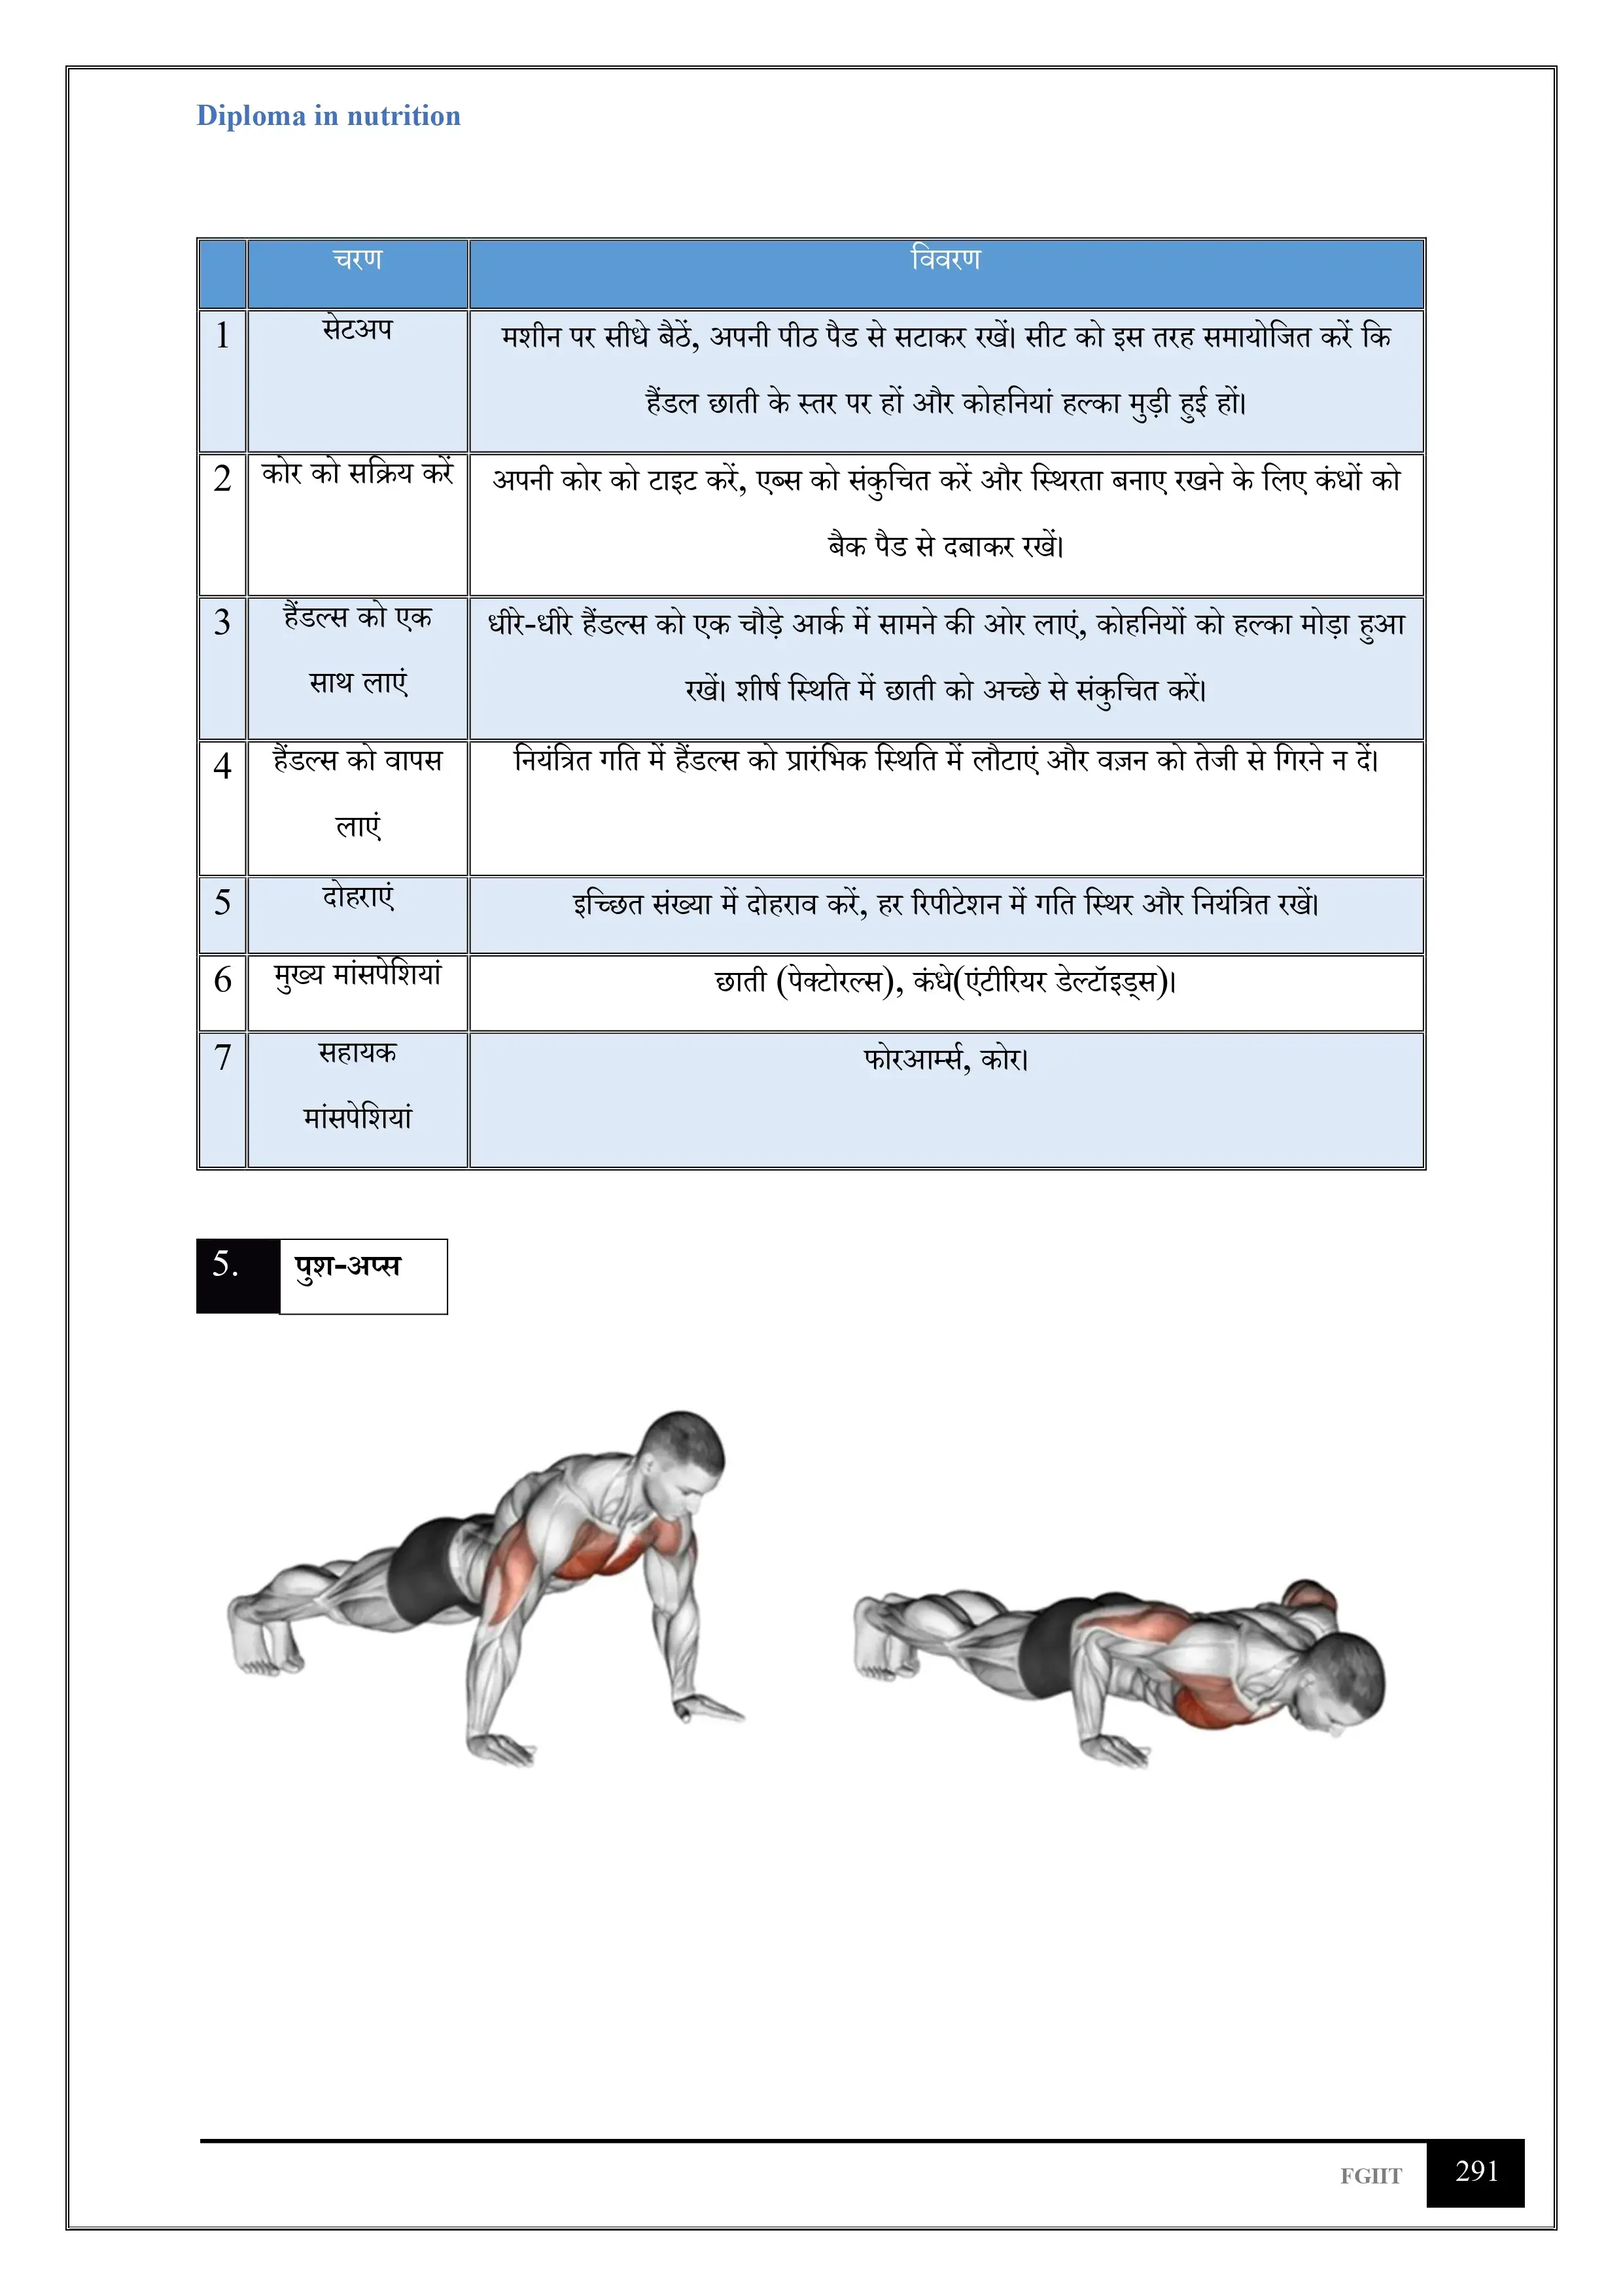 Diploma in nutrition
चरण विवरण
1 सेटअप मशीन पर सीधे बैठें, अपनी पीठ पैड से सटाकर रखें। सीट को इस तरह समायोजित करें कि
हैंडल छाती के स्तर पर हों और कोहनियां हल्का मुड़ी हुई हों।
2 कोर को सक्रिय करें अपनी कोर को टाइट करें, एब्स को संकुचित करें और स्थिरता बनाए रखने के लिए कंधों को
बैक पैड से दबाकर रखें।
3 हैंडल्स को एक धीरे-धीरे हैंडल्स को एक चौड़े आर्क में सामने की ओर लाएं, कोहनियों को हल्का मोड़ा हुआ
साथ लाएं रखें। शीर्ष स्थिति में छाती को अच्छे से संकुचित करें।
4 हैंडल्स को वापस नियंत्रित गति में हैंडल्स को प्रारंभिक स्थिति में लौटाएं और वज़न को तेजी से गिरने न दें।
लाएं
5 दोहराएं इच्छित संख्या में दोहराव करें, हर रिपीटेशन में गति स्थिर और नियंत्रित रखें।
6 मुख्य मांसपेशियां छाती (पेक्टोरल्स), कंधे(एंटीरियर डेल्टॉइड्स)।
7 सहायक फोरआर्म्स, कोर।
मांसपेशियां
5. पुश-अप्स
FGIIT 291